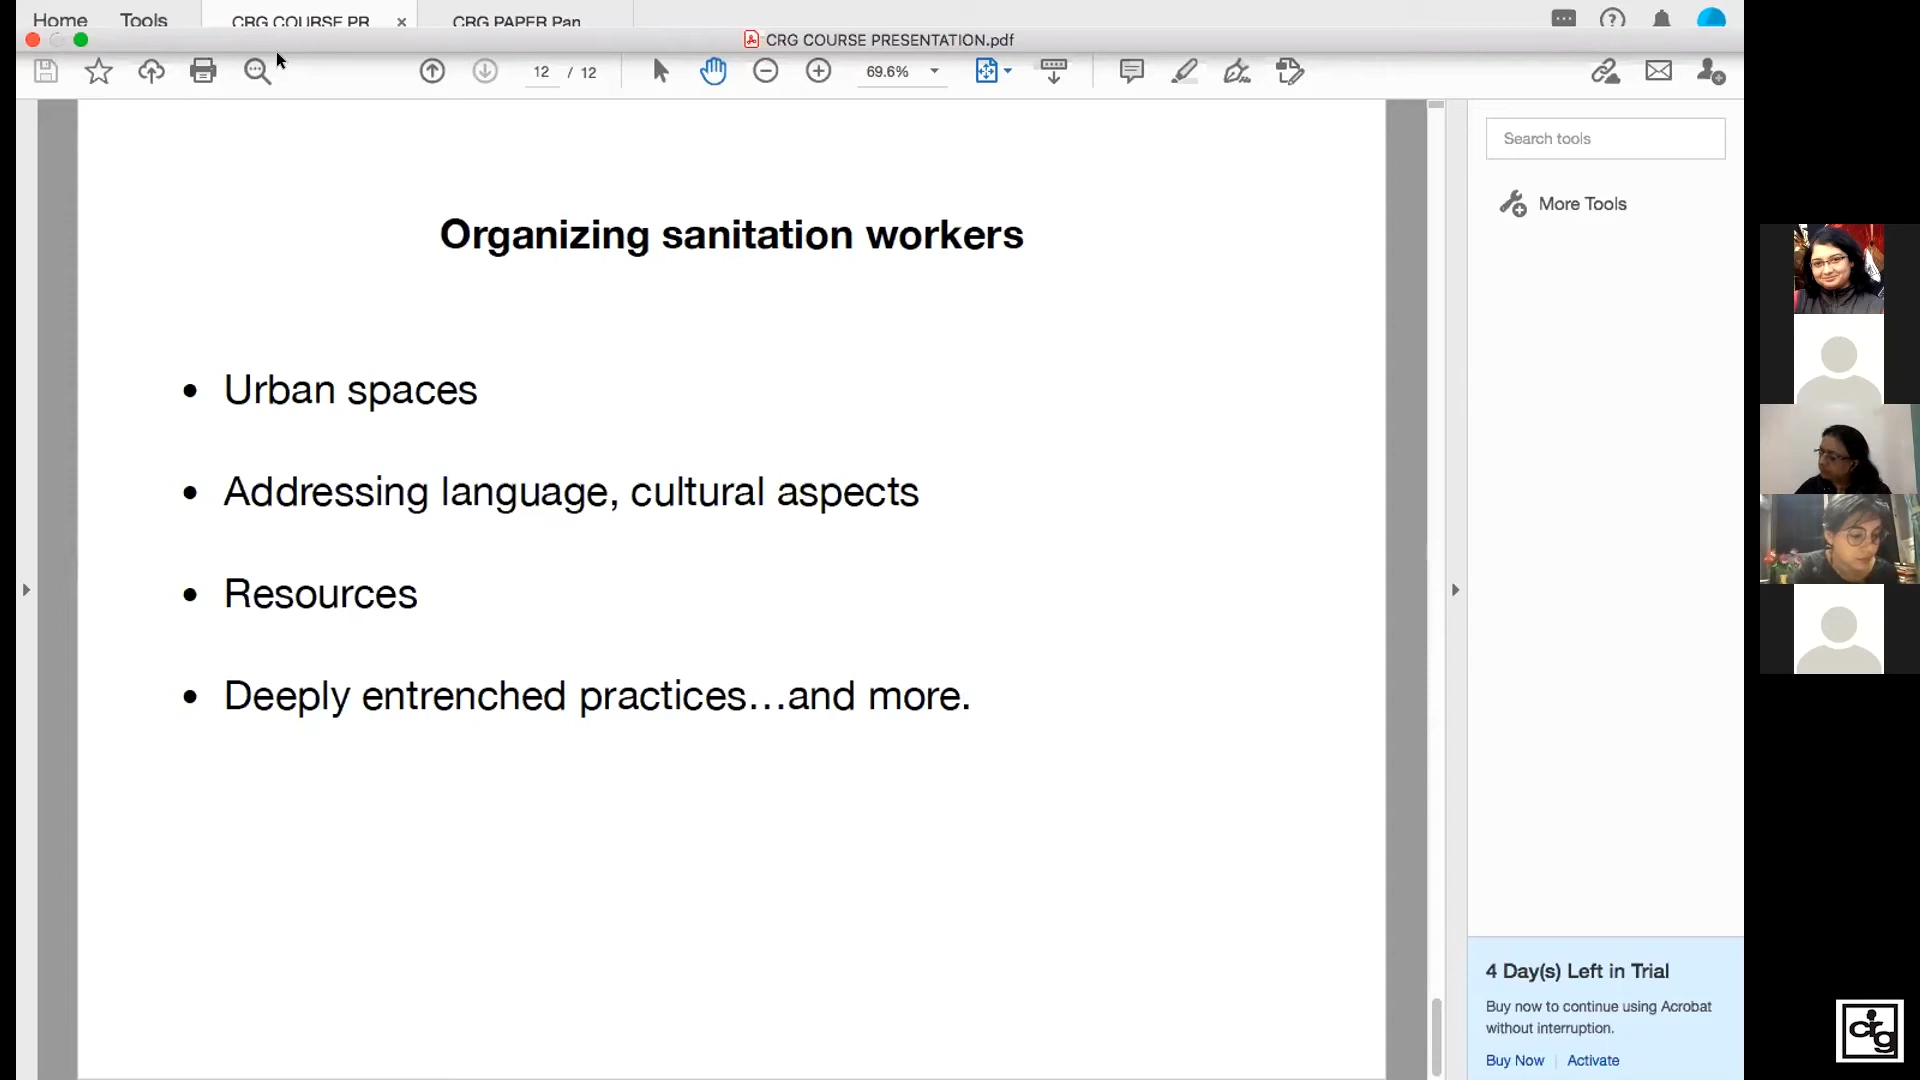 Home
Tools
CRG COURSE PR
CRG PAPER Pan
CRG COURSE PRESENTATION.pdf
12 / 12
69.6%
Search tools
More Tools
Organizing sanitation workers
• Urban spaces
• Addressing language, cultural aspects
• Resources
• Deeply entrenched practices…and more.
4 Day(s) Left in Trial
Buy now to continue using Acrobat
without interruption.
Buy Now | Activate
crg